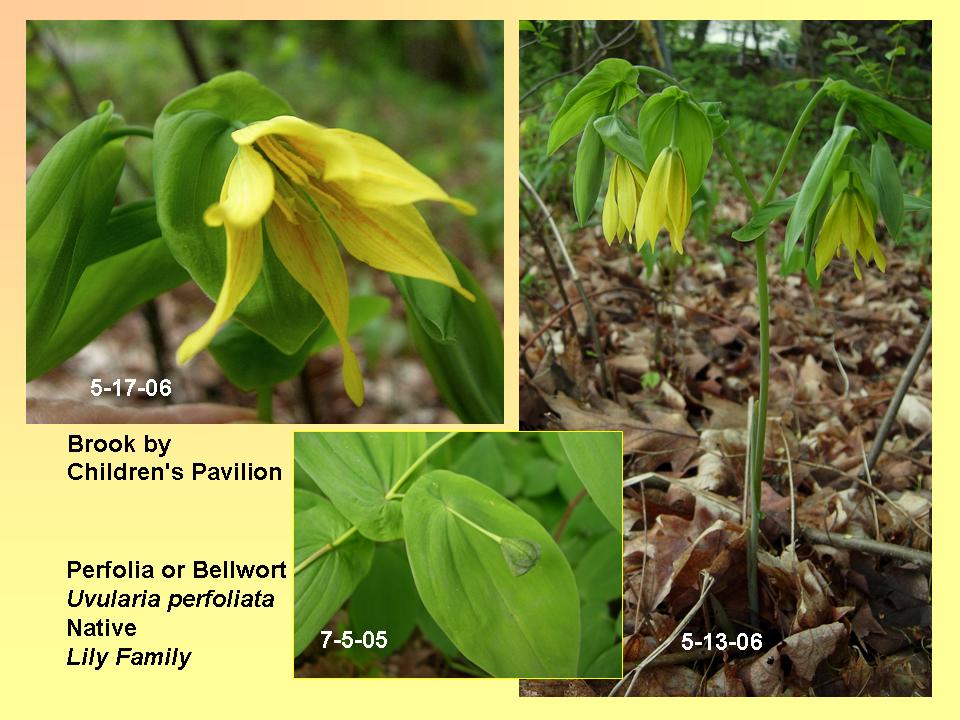 5-17-06
Brook by
Children's Pavilion
Perfolia or Bellwort
Uvularia perfoliata
Native
Lily Family
7-5-05
5-13-06